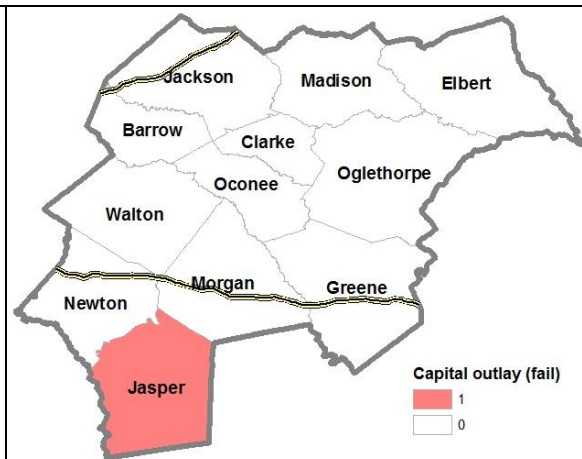 Jackson
Madison
Elbert
Barrow
Clarke
Oconee
Oglethorpe
Walton
Morgan
Greene
Newton
Jasper
Capital outlay (fail)
1
0